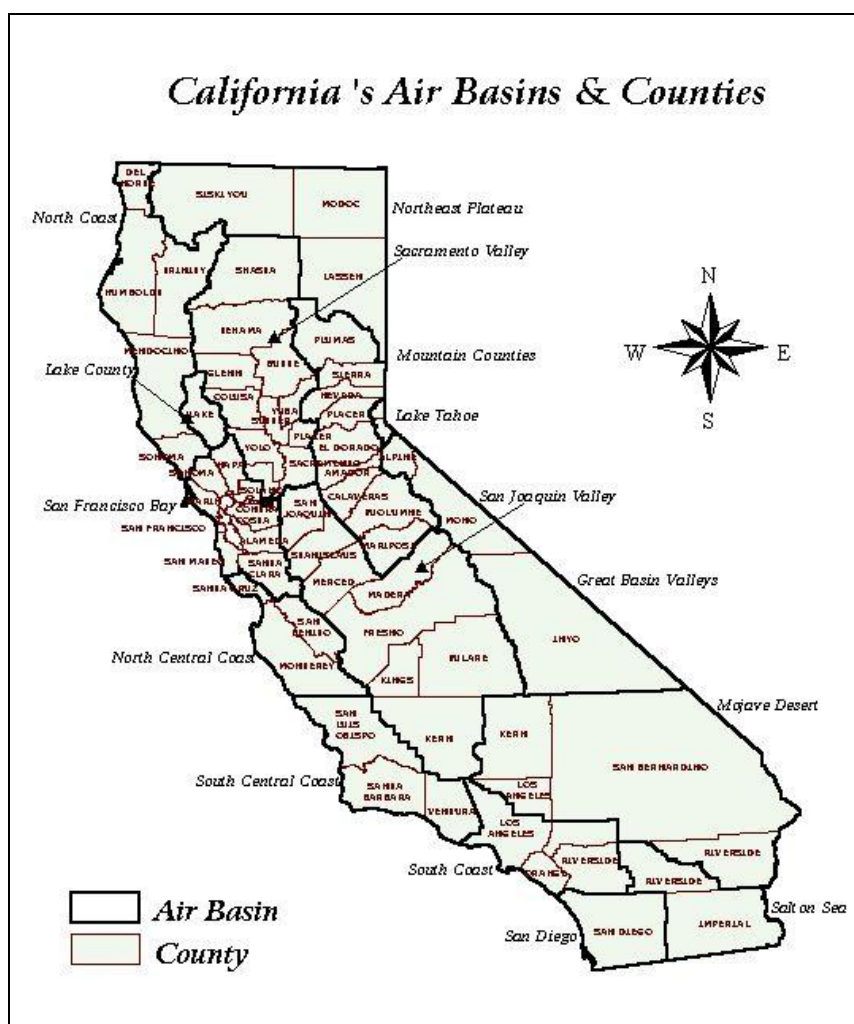 California 's Air Basins & Counties
DEL
NORTE
SISKIYOU
MODOC
North Coast
Northeast Plateau
Sacramento Valley
HUMBOLDT
TRINITY
SHASTA
LASSEN
N
W
E
S
TEHAMA
PLUMAS
MENDOCINO
GLENN
BUTTE
Mountain Counties
Lake County
SIERRA
COLUSA
NEVADA
LAKE
YUBA
SUTTER
PLACER
Lake Tahoe
PLACER
SONOMA
YOLO
EL DORADO
ALPINE
SONOMA
NAPA
SACRAMENTO
AMADOR
San Francisco Bay
MARIN
SOLANO
CALAVERAS
San Joaquin Valley
CONTRA
COSTA
SAN
JOAQUIN
TUOLUMNE
MONO
SAN FRANCISCO
ALAMEDA
MARIPOSA
STANISLAUS
SAN MATEO
SANTA
CLARA
MERCED
Great Basin Valleys
SANTA CRUZ
MADERA
SAN
BENITO
FRESNO
INYO
North Central Coast
MONTEREY
TULARE
KINGS
Mojave Desert
SAN
LUIS
OBISPO
KERN
KERN
SAN BERNARDINO
South Central Coast
SANTA
BARBARA
VENTURA
LOS
ANGELES
LOS
ANGELES
South Coast
ORANGE
RIVERSIDE
RIVERSIDE
RIVERSIDE
Salton Sea
San Diego
SAN DIEGO
IMPERIAL
Air Basin
County